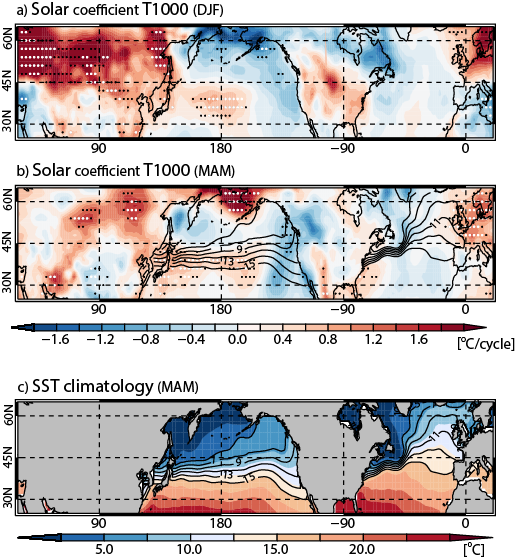 a) Solar coefficient T1000 (DJF)
60N
45N
30N
90 180 −90 0
b) Solar coefficient T1000 (MAM)
60N
45N
30N
9
13
90 180 −90 0
−1.6 −1.2 −0.8 −0.4 0.0 0.4 0.8 1.2 1.6
[°C/cycle]
c) SST climatology (MAM)
60N
45N
30N
9
13
90 180 −90 0
5.0 10.0 15.0 20.0
[°C]